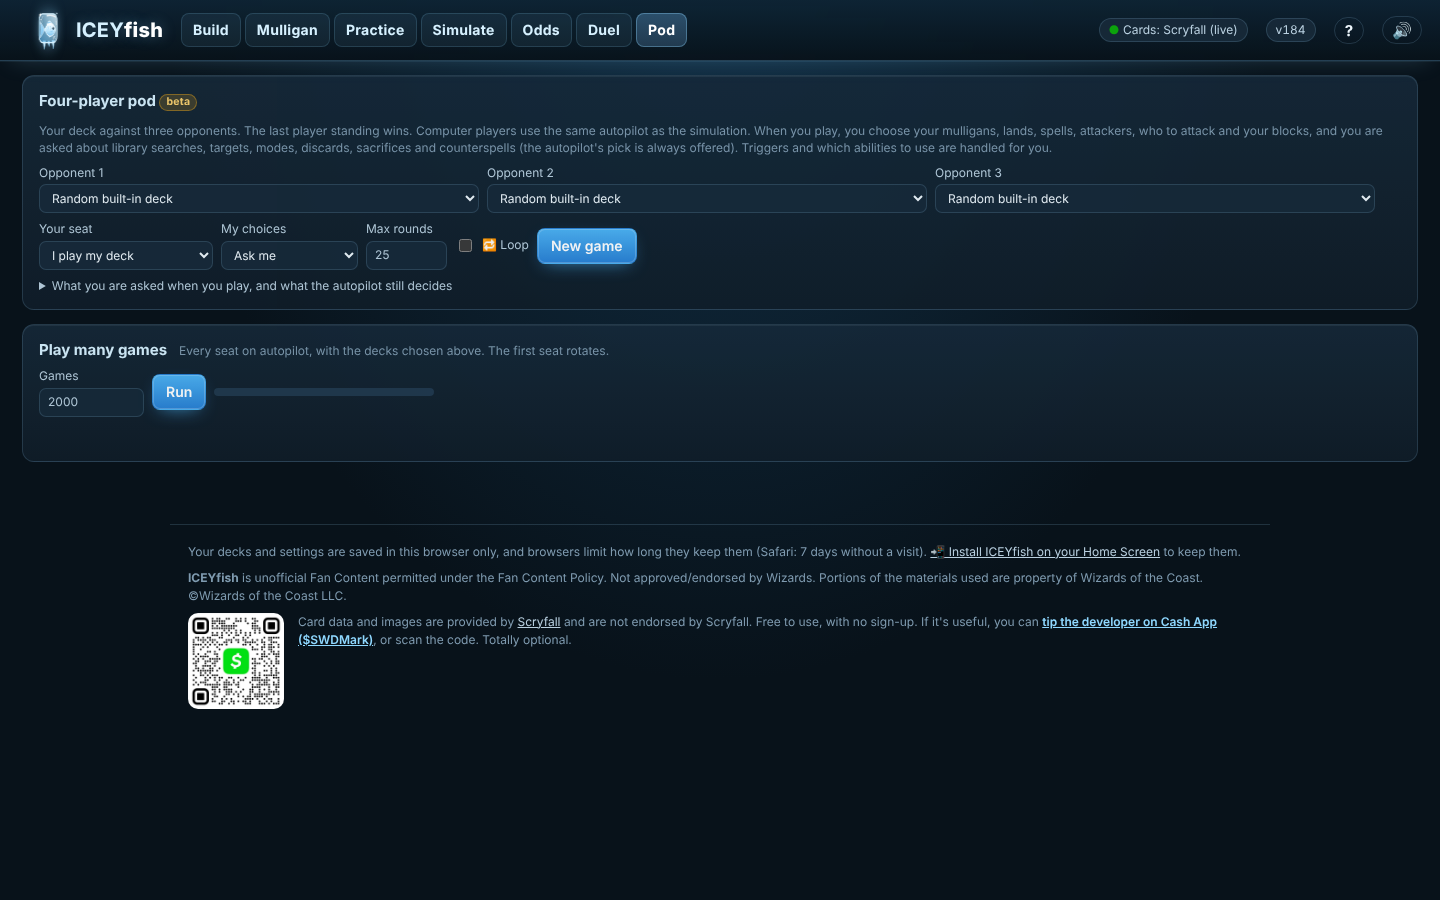 ICEYfish Build Mulligan Practice Simulate Odds Duel Pod Cards: Scryfall (live) v184 ?
Four-player pod beta
Your deck against three opponents. The last player standing wins. Computer players use the same autopilot as the simulation. When you play, you choose your mulligans, lands, spells, attackers, who to attack and your blocks, and you are
asked about library searches, targets, modes, discards, sacrifices and counterspells (the autopilot's pick is always offered). Triggers and which abilities to use are handled for you.
Opponent 1 Opponent 2 Opponent 3
Random built-in deck Random built-in deck Random built-in deck
Your seat My choices Max rounds
I play my deck Ask me 25 Loop New game
What you are asked when you play, and what the autopilot still decides
Play many games Every seat on autopilot, with the decks chosen above. The first seat rotates.
Games
2000 Run
Your decks and settings are saved in this browser only, and browsers limit how long they keep them (Safari: 7 days without a visit). Install ICEYfish on your Home Screen to keep them.
ICEYfish is unofficial Fan Content permitted under the Fan Content Policy. Not approved/endorsed by Wizards. Portions of the materials used are property of Wizards of the Coast.
©Wizards of the Coast LLC.
Card data and images are provided by Scryfall and are not endorsed by Scryfall. Free to use, with no sign-up. If it's useful, you can tip the developer on Cash App
($SWDMark), or scan the code. Totally optional.
$